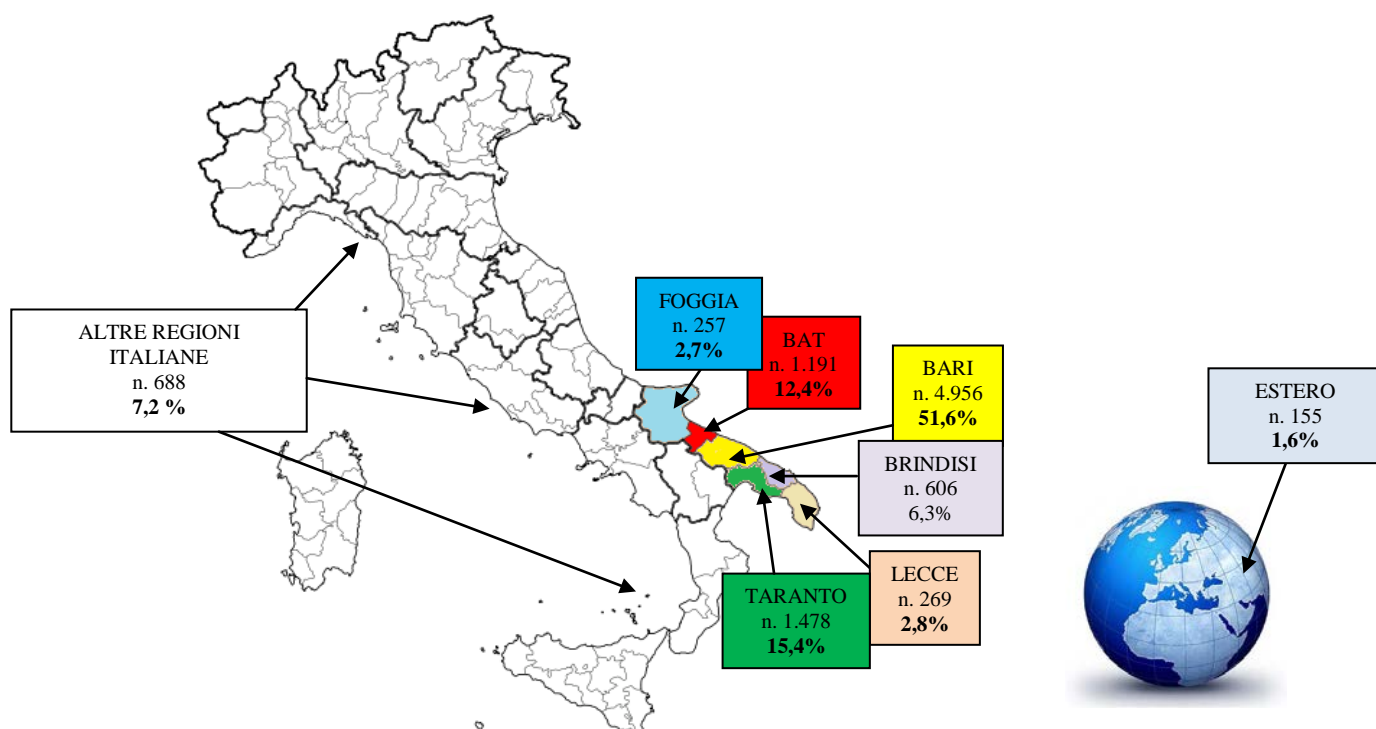 ALTRE REGIONI
ITALIANE
n. 688
7,2 %
FOGGIA
n. 257
2,7%
BAT
n. 1.191
12,4%
BARI
n. 4.956
51,6%
BRINDISI
n. 606
6,3%
LECCE
n. 269
2,8%
TARANTO
n. 1.478
15,4%
ESTERO
n. 155
1,6%